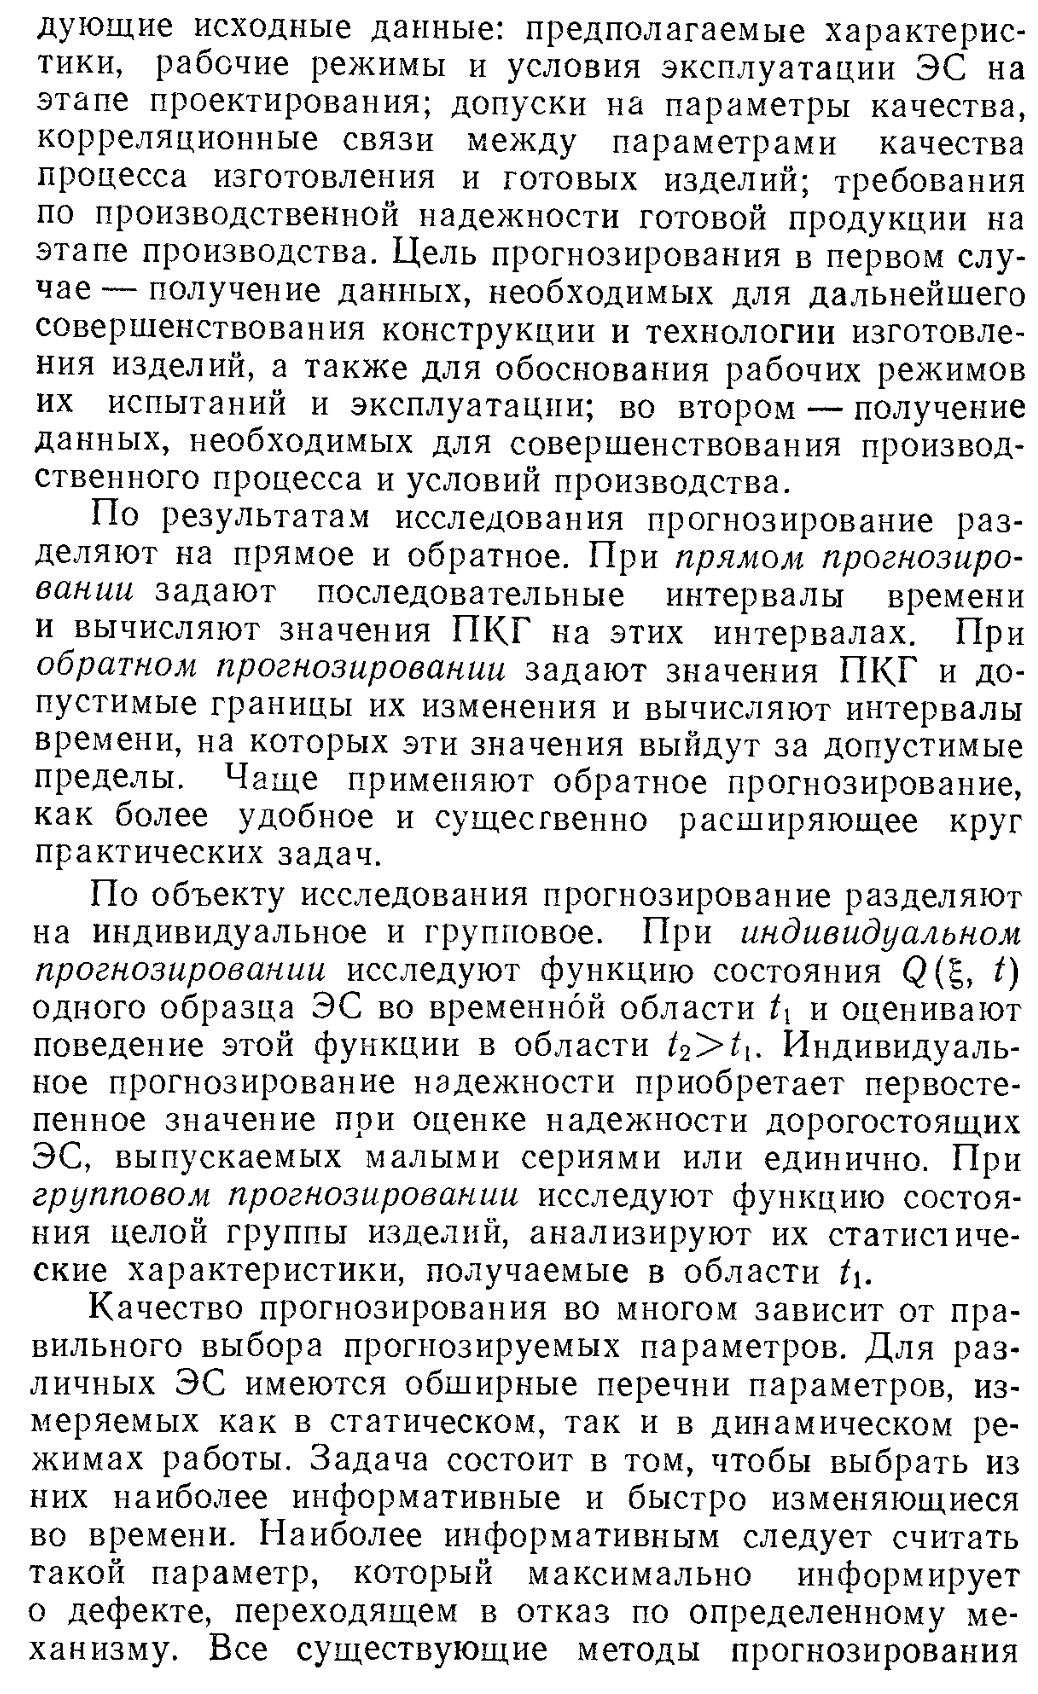 дующие исходные данные: предполагаемые характерис-
тики, рабочие режимы и условия эксплуатации ЭС на
этапе проектирования; допуски на параметры качества,
корреляционные связи между параметрами качества
процесса изготовления и готовых изделий; требования
по производственной надежности готовой продукции на
этапе производства. Цель прогнозирования в первом слу-
чае — получение данных, необходимых для дальнейшего
совершенствования конструкции и технологии изготовле-
ния изделий, а также для обоснования рабочих режимов
их испытаний и эксплуатации; во втором — получение
данных, необходимых для совершенствования производ-
ственного процесса и условий производства.
По результатам исследования прогнозирование раз-
деляют на прямое и обратное. При прямом прогнозиро-
вании задают последовательные интервалы времени
и вычисляют значения ПКГ на этих интервалах. При
обратном прогнозировании задают значения ПКГ и до-
пустимые границы их изменения и вычисляют интервалы
времени, на которых эти значения выйдут за допустимые
пределы. Чаще применяют обратное прогнозирование,
как более удобное и существенно расширяющее круг
практических задач.
По объекту исследования прогнозирование разделяют
на индивидуальное и групповое. При индивидуальном
прогнозировании исследуют функцию состояния Q(ξ, t)
одного образца ЭС во временно́й области t₁ и оценивают
поведение этой функции в области t₂>t₁. Индивидуаль-
ное прогнозирование надежности приобретает первосте-
пенное значение при оценке надежности дорогостоящих
ЭС, выпускаемых малыми сериями или единично. При
групповом прогнозировании исследуют функцию состоя-
ния целой группы изделий, анализируют их статистиче-
ские характеристики, получаемые в области t₁.
Качество прогнозирования во многом зависит от пра-
вильного выбора прогнозируемых параметров. Для раз-
личных ЭС имеются обширные перечни параметров, из-
меряемых как в статическом, так и в динамическом ре-
жимах работы. Задача состоит в том, чтобы выбрать из
них наиболее информативные и быстро изменяющиеся
во времени. Наиболее информативным следует считать
такой параметр, который максимально информирует
о дефекте, переходящем в отказ по определенному ме-
ханизму. Все существующие методы прогнозирования